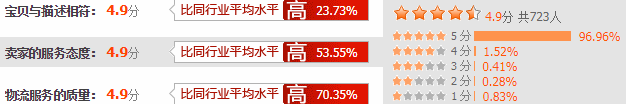 宝贝与描述相符: 4.9分 比同行业平均水平 高 23.73%
卖家的服务态度: 4.9分 比同行业平均水平 高 53.55%
物流服务的质量: 4.9分 比同行业平均水平 高 70.35%
4.9分 共723人
5分 96.96%
4分 1.52%
3分 0.41%
2分 0.28%
1分 0.83%